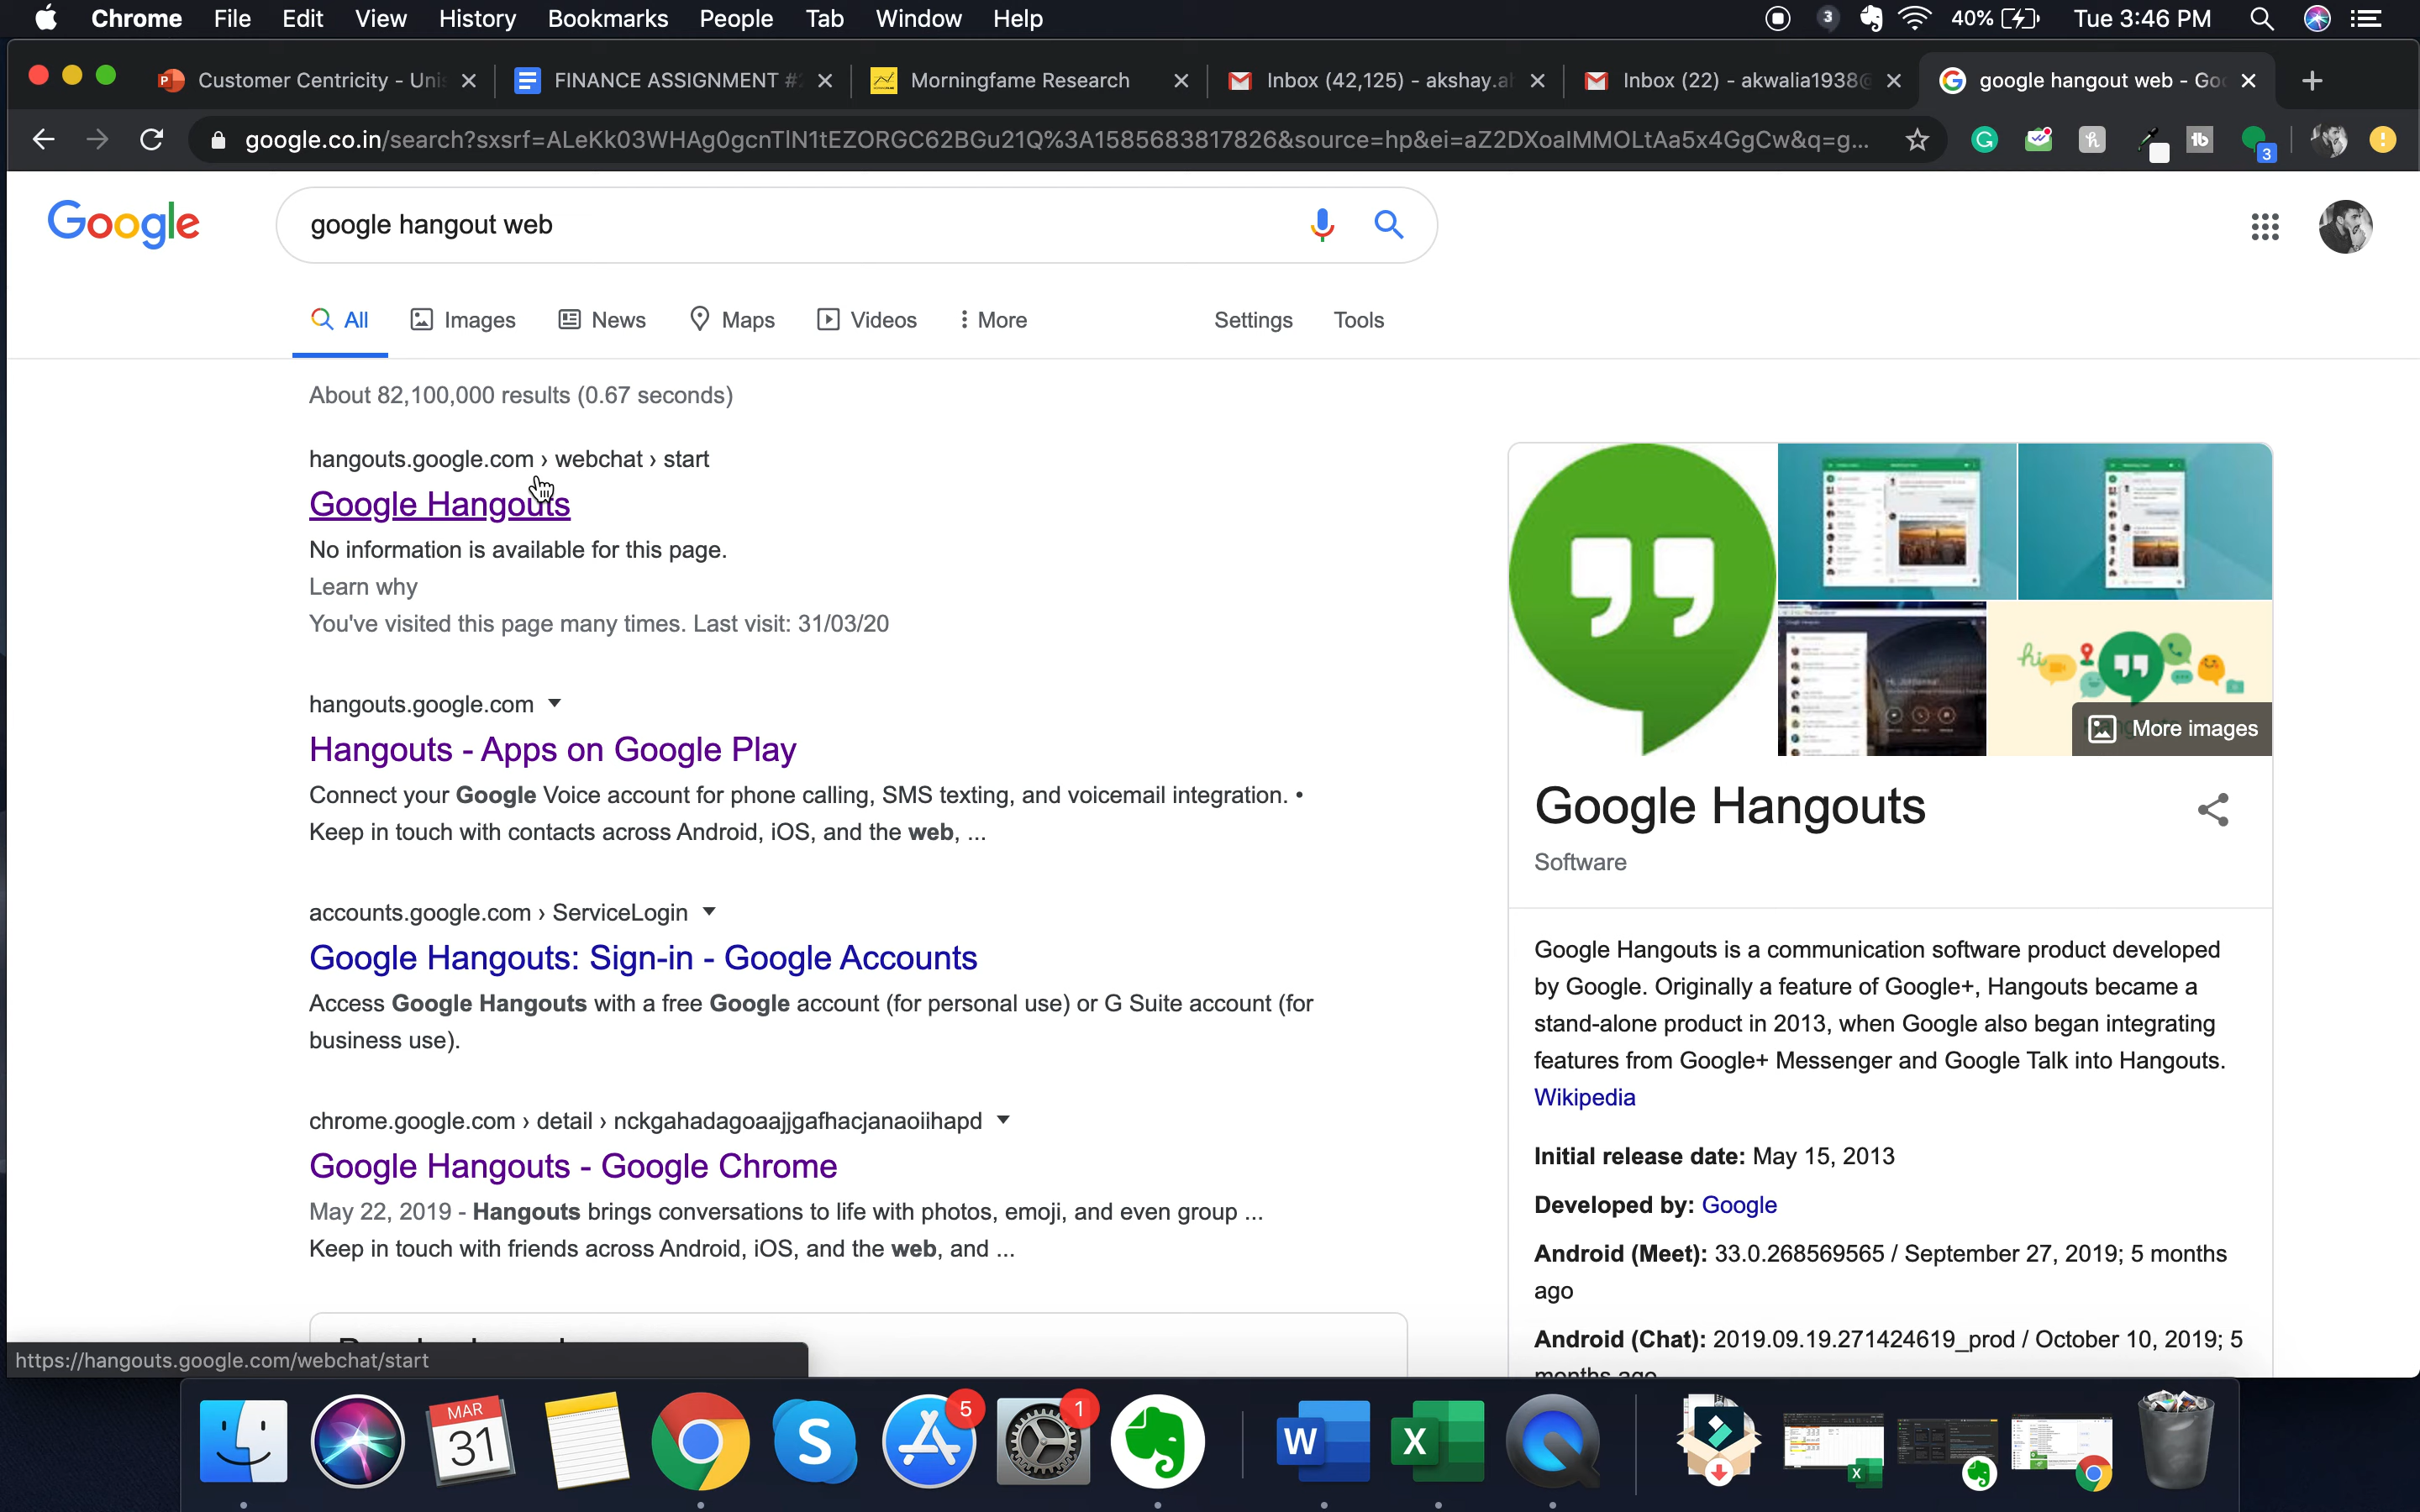 Chrome File Edit View History Bookmarks People Tab Window Help
3 40% Tue 3:46 PM
Customer Centricity - Uni
FINANCE ASSIGNMENT #
Morningfame Research
Inbox (42,125) - akshay.a
Inbox (22) - akwalia1938@
google hangout web - Goo
google.co.in/search?sxsrf=ALeKk03WHAg0gcnTlN1tEZORGC62BGu21Q%3A1585683817826&source=hp&ei=aZ2DXoaIMMOLtAa5x4GgCw&q=g...
3
Google
google hangout web
All Images News Maps Videos More Settings Tools
About 82,100,000 results (0.67 seconds)
hangouts.google.com › webchat › start
Google Hangouts
No information is available for this page.
Learn why
You've visited this page many times. Last visit: 31/03/20
hangouts.google.com
Hangouts - Apps on Google Play
Connect your Google Voice account for phone calling, SMS texting, and voicemail integration. •
Keep in touch with contacts across Android, iOS, and the web, ...
accounts.google.com › ServiceLogin
Google Hangouts: Sign-in - Google Accounts
Access Google Hangouts with a free Google account (for personal use) or G Suite account (for
business use).
chrome.google.com › detail › nckgahadagoaajjgafhacjanaoiihapd
Google Hangouts - Google Chrome
May 22, 2019 - Hangouts brings conversations to life with photos, emoji, and even group ...
Keep in touch with friends across Android, iOS, and the web, and ...
hi
More images
Google Hangouts
Software
Google Hangouts is a communication software product developed
by Google. Originally a feature of Google+, Hangouts became a
stand-alone product in 2013, when Google also began integrating
features from Google+ Messenger and Google Talk into Hangouts.
Wikipedia
Initial release date: May 15, 2013
Developed by: Google
Android (Meet): 33.0.268569565 / September 27, 2019; 5 months
ago
Android (Chat): 2019.09.19.271424619_prod / October 10, 2019; 5
months ago
https://hangouts.google.com/webchat/start
MAR
31
S
5
1
W
X